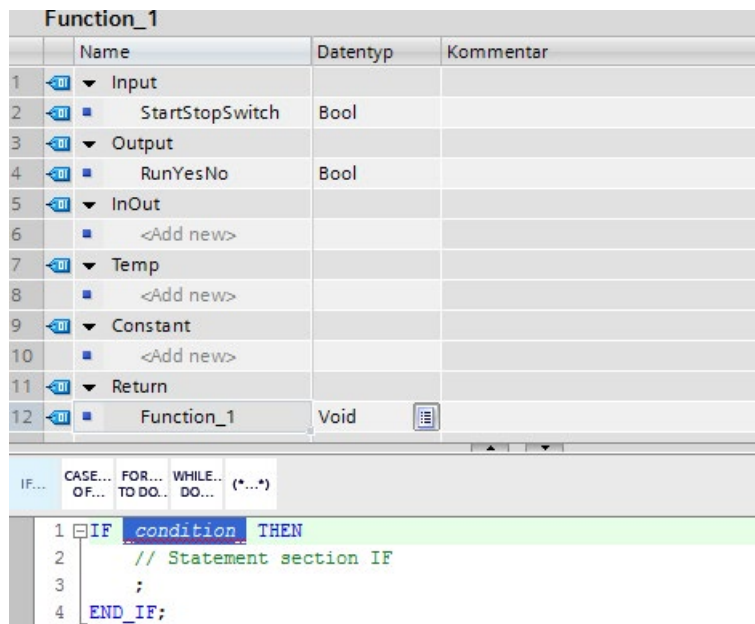 Function_1
Name Datentyp Kommentar
1 Input
2 StartStopSwitch Bool
3 Output
4 RunYesNo Bool
5 InOut
6 <Add new>
7 Temp
8 <Add new>
9 Constant
10 <Add new>
11 Return
12 Function_1 Void
IF... CASE... OF... FOR... TO DO.. WHILE.. DO... (*...*)
1 IF condition THEN
2 // Statement section IF
3 ;
4 END_IF;